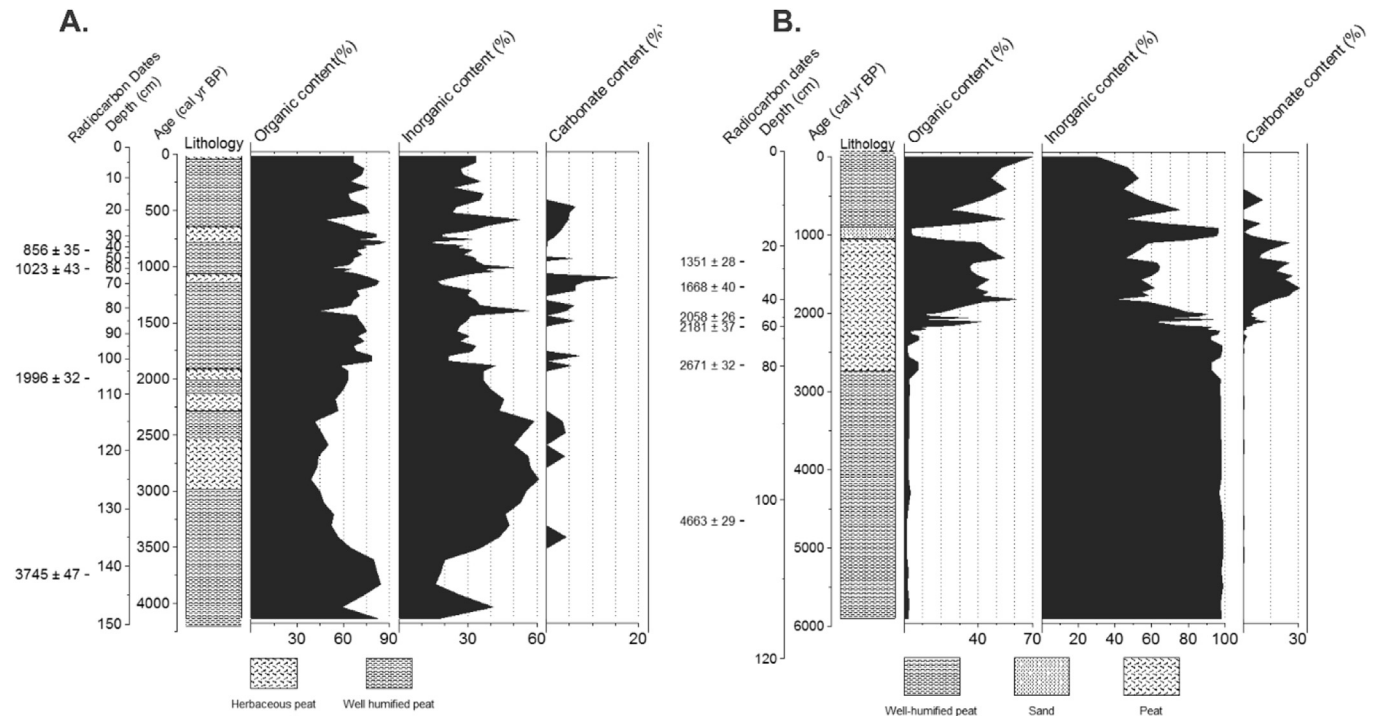 A.
Radiocarbon Dates
Depth (cm)
Age (cal yr BP)
Lithology
Organic content(%)
Inorganic content (%)
Carbonate content (%)
0
10
20
30
40
50
60
70
80
90
100
110
120
130
140
150
856 ± 35
1023 ± 43
1996 ± 32
3745 ± 47
0
500
1000
1500
2000
2500
3000
3500
4000
30 60 90
30 60
20
Herbaceous peat
Well humified peat
B.
Radiocarbon dates
Depth (cm)
Age (cal yr BP)
Lithology
Organic content (%)
Inorganic content (%)
Carbonate content (%)
0
20
40
60
80
100
120
1351 ± 28
1668 ± 40
2058 ± 26
2181 ± 37
2671 ± 32
4663 ± 29
0
1000
2000
3000
4000
5000
6000
40 70
20 40 60 80 100
30
Well-humified peat
Sand
Peat